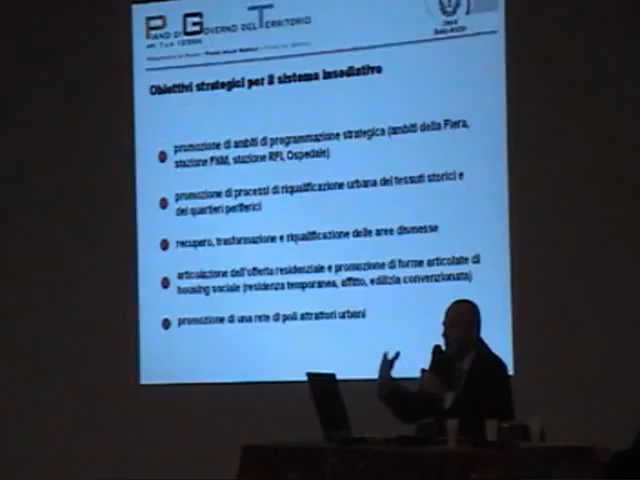 PIANO DI GOVERNO DEL TERRITORIO
Obiettivi strategici per il sistema insediativo
promozione di ambiti di programmazione strategica (ambiti della Fiera,
stazione FNM, stazione RFI, Ospedale)
promozione di processi di riqualificazione urbana dei tessuti storici e
dei quartieri periferici
recupero, trasformazione e riqualificazione delle aree dismesse
articolazione dell'offerta residenziale e promozione di forme articolate di
housing sociale (residenza temporanea, affitto, edilizia convenzionata)
promozione di una rete di poli attrattori urbani